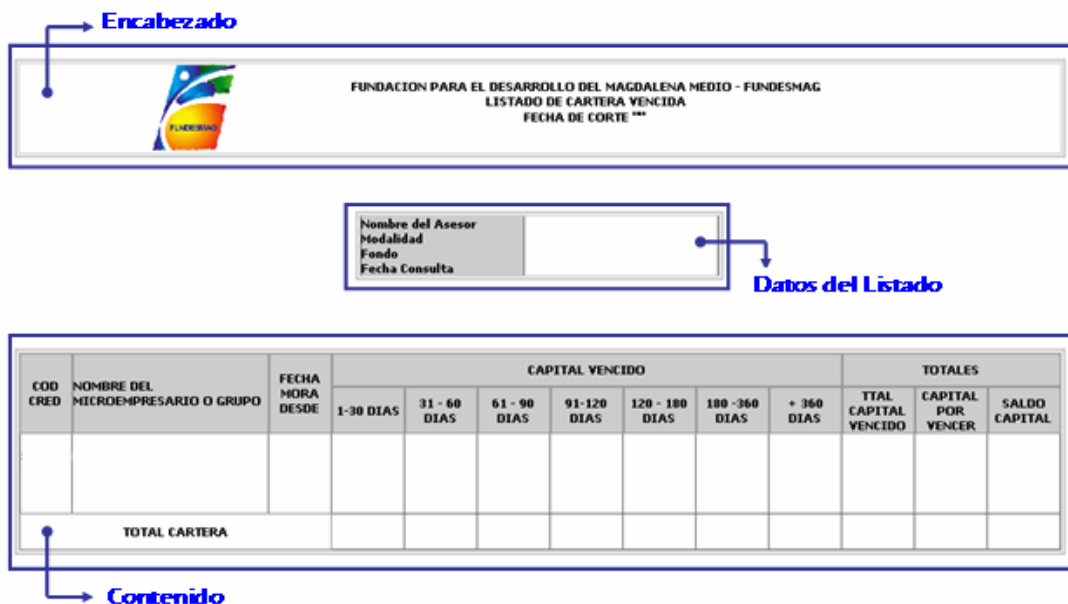 Encabezado
FUNDESMAG
FUNDACION PARA EL DESARROLLO DEL MAGDALENA MEDIO - FUNDESMAG
LISTADO DE CARTERA VENCIDA
FECHA DE CORTE ***
Nombre del Asesor
Modalidad
Fondo
Fecha Consulta
Datos del Listado
COD
CRED
NOMBRE DEL
MICROEMPRESARIO O GRUPO
FECHA
MORA
DESDE
CAPITAL VENCIDO
1-30 DIAS
31 - 60
DIAS
61 - 90
DIAS
91-120
DIAS
120 - 180
DIAS
180 -360
DIAS
+ 360
DIAS
TOTALES
TTAL
CAPITAL
VENCIDO
CAPITAL
POR
VENCER
SALDO
CAPITAL
TOTAL CARTERA
Contenido